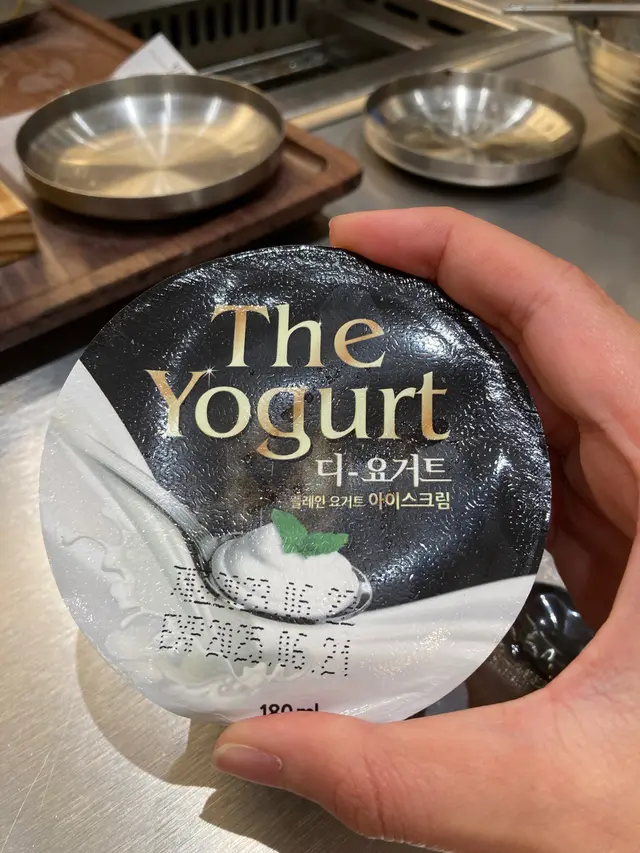 The
Yogurt
디-요거트
플레인 요거트 아이스크림
2025.06.21
180ml